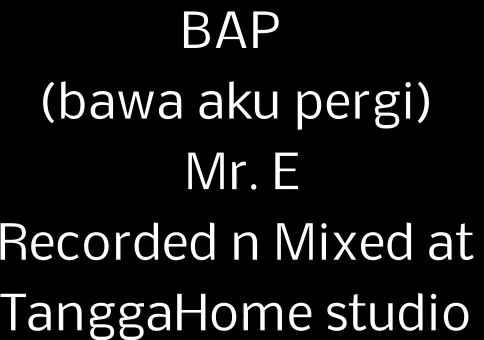 BAP
(bawa aku pergi)
Mr. E
Recorded n Mixed at
TanggaHome studio